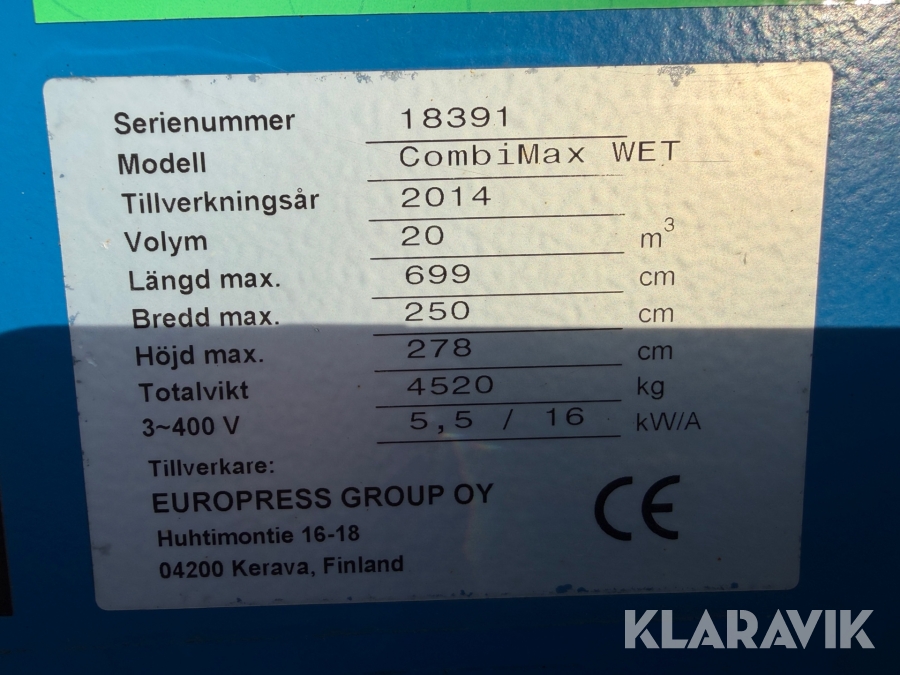 Serienummer 18391
Modell CombiMax WET
Tillverkningsår 2014
Volym 20 m³
Längd max. 699 cm
Bredd max. 250 cm
Höjd max. 278 cm
Totalvikt 4520 kg
3~400 V 5,5 / 16 kW/A
Tillverkare:
EUROPRESS GROUP OY
Huhtimontie 16-18
04200 Kerava, Finland
CE
KLARAVIK